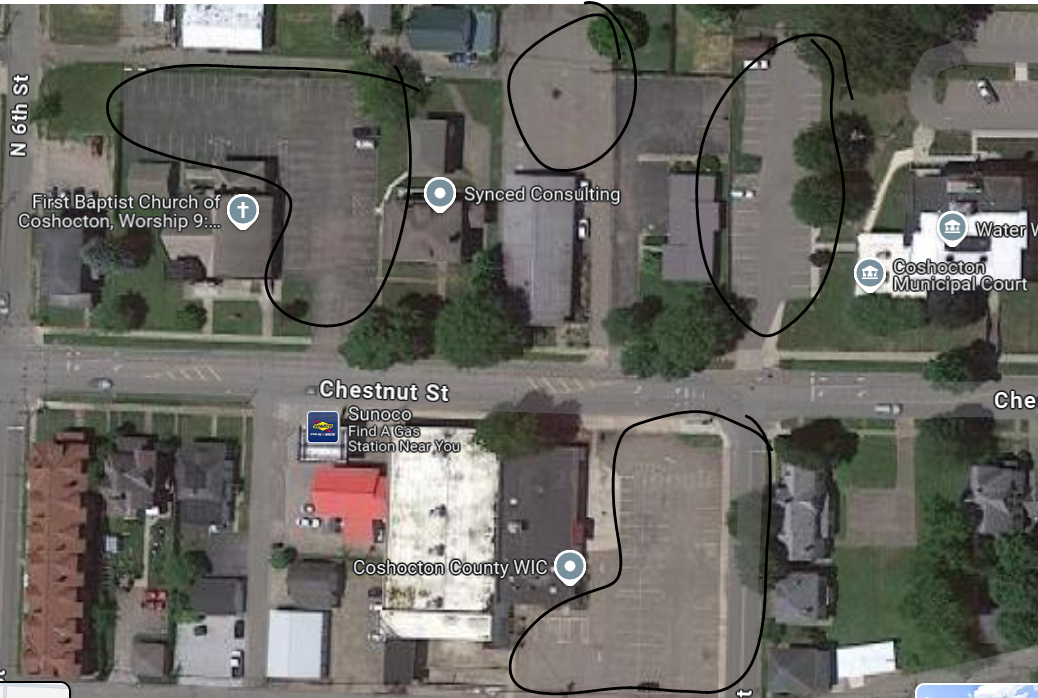 N 6th St
First Baptist Church of
Coshocton, Worship 9:...
Synced Consulting
Water W
Coshocton
Municipal Court
Chestnut St
Ches
Sunoco
Find A Gas
Station Near You
Google
Coshocton County WIC
t